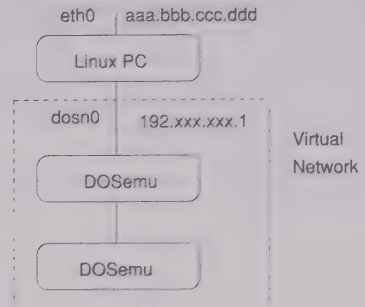 eth0 aaa.bbb.ccc.ddd
Linux PC
dosn0 192.xxx.xxx.1
Virtual
Network
DOSemu
DOSemu